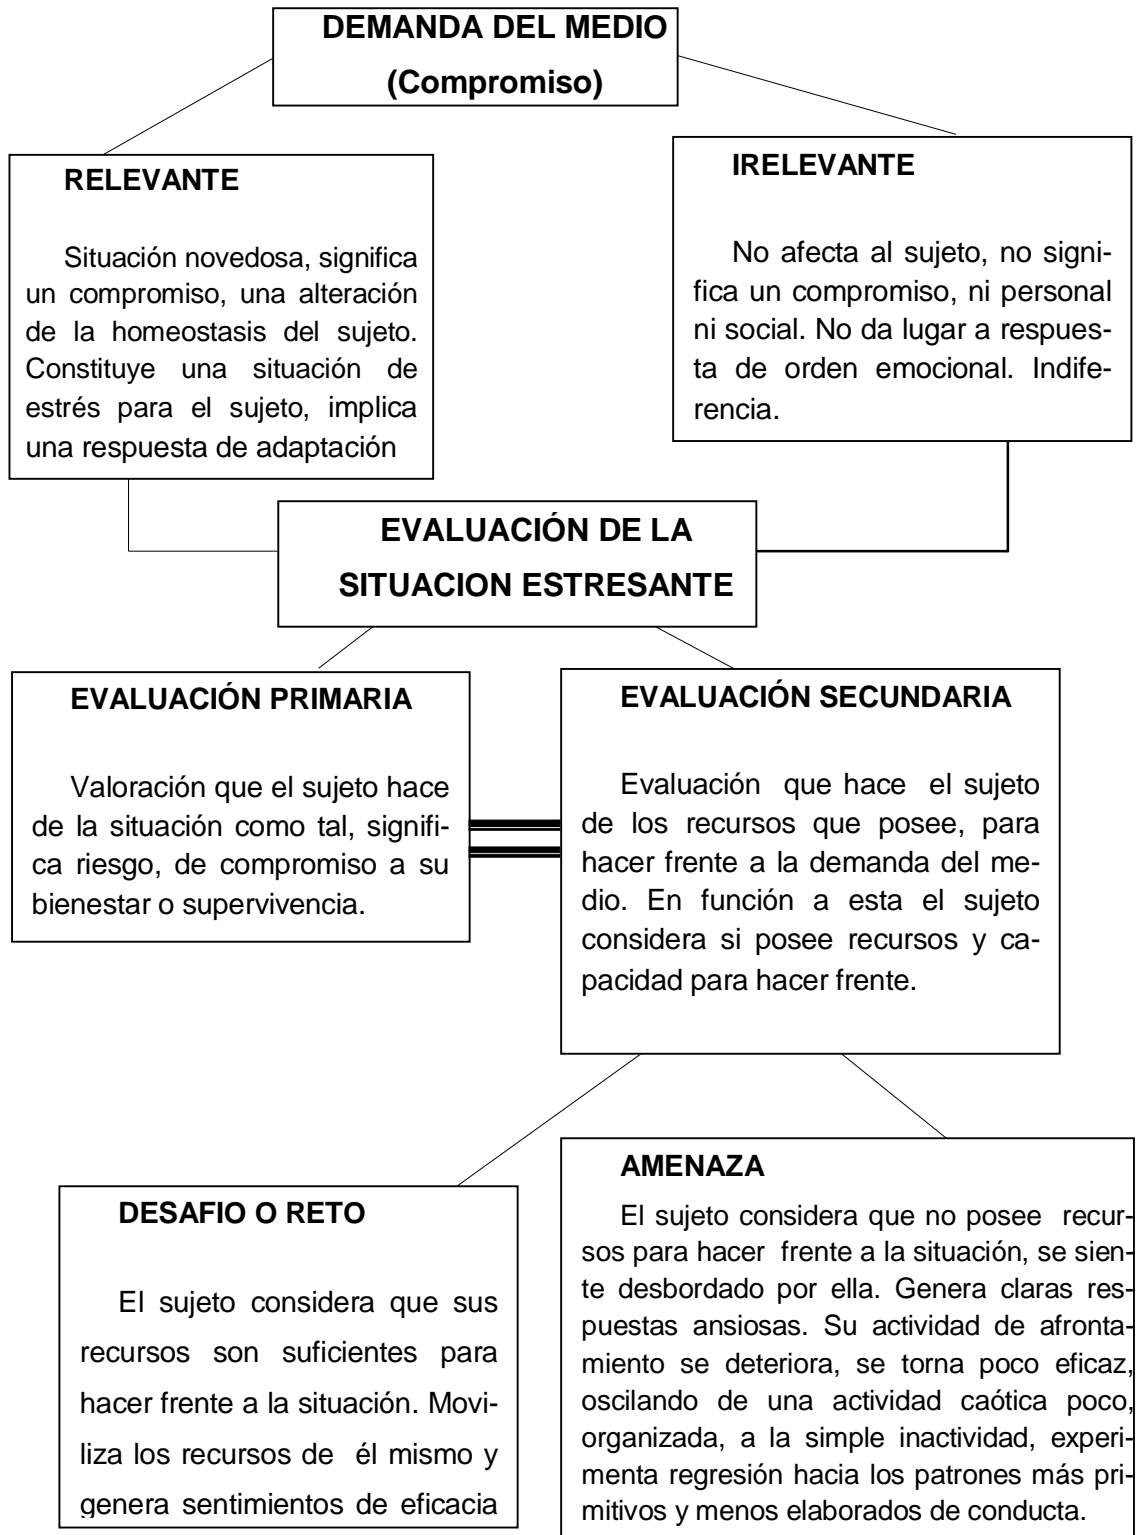 DEMANDA DEL MEDIO
(Compromiso)
RELEVANTE
Situación novedosa, significa
un compromiso, una alteración
de la homeostasis del sujeto.
Constituye una situación de
estrés para el sujeto, implica
una respuesta de adaptación
IRELEVANTE
No afecta al sujeto, no signi-
fica un compromiso, ni personal
ni social. No da lugar a respues-
ta de orden emocional. Indife-
rencia.
EVALUACIÓN DE LA
SITUACION ESTRESANTE
EVALUACIÓN PRIMARIA
Valoración que el sujeto hace
de la situación como tal, signifi-
ca riesgo, de compromiso a su
bienestar o supervivencia.
EVALUACIÓN SECUNDARIA
Evaluación que hace el sujeto
de los recursos que posee, para
hacer frente a la demanda del me-
dio. En función a esta el sujeto
considera si posee recursos y ca-
pacidad para hacer frente.
DESAFIO O RETO
El sujeto considera que sus
recursos son suficientes para
hacer frente a la situación. Movi-
liza los recursos de él mismo y
genera sentimientos de eficacia
AMENAZA
El sujeto considera que no posee recur-
sos para hacer frente a la situación, se sien-
te desbordado por ella. Genera claras res-
puestas ansiosas. Su actividad de afronta-
miento se deteriora, se torna poco eficaz,
oscilando de una actividad caótica poco,
organizada, a la simple inactividad, experi-
menta regresión hacia los patrones más pri-
mitivos y menos elaborados de conducta.